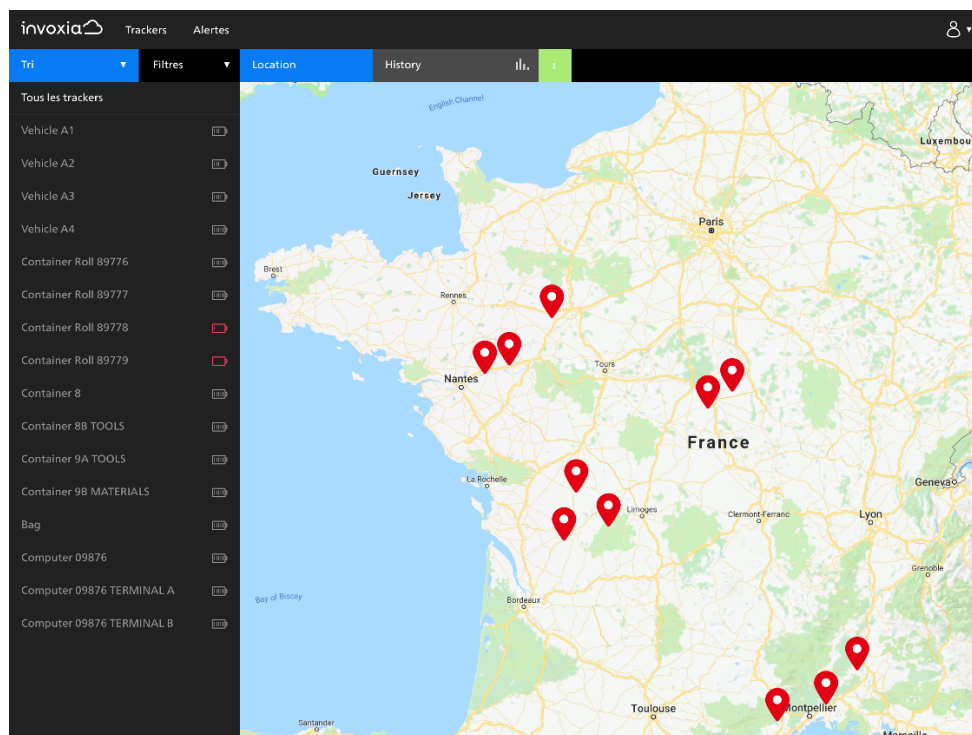 invoxia
Trackers
Alertes
Tri
Filtres
Location
History
i
Tous les trackers
Vehicle A1
Vehicle A2
Vehicle A3
Vehicle A4
Container Roll 89776
Container Roll 89777
Container Roll 89778
Container Roll 89779
Container 8
Container 8B TOOLS
Container 9A TOOLS
Container 9B MATERIALS
Bag
Computer 09876
Computer 09876 TERMINAL A
Computer 09876 TERMINAL B
English Channel
Luxembou
Guernsey
Jersey
Paris
Brest
Rennes
Tours
Nantes
France
La Rochelle
Geneva
Limoges
Clermont-Ferrand
Lyon
Grenoble
Bay of Biscay
Bordeaux
Toulouse
Montpellier
Santander
Marseille